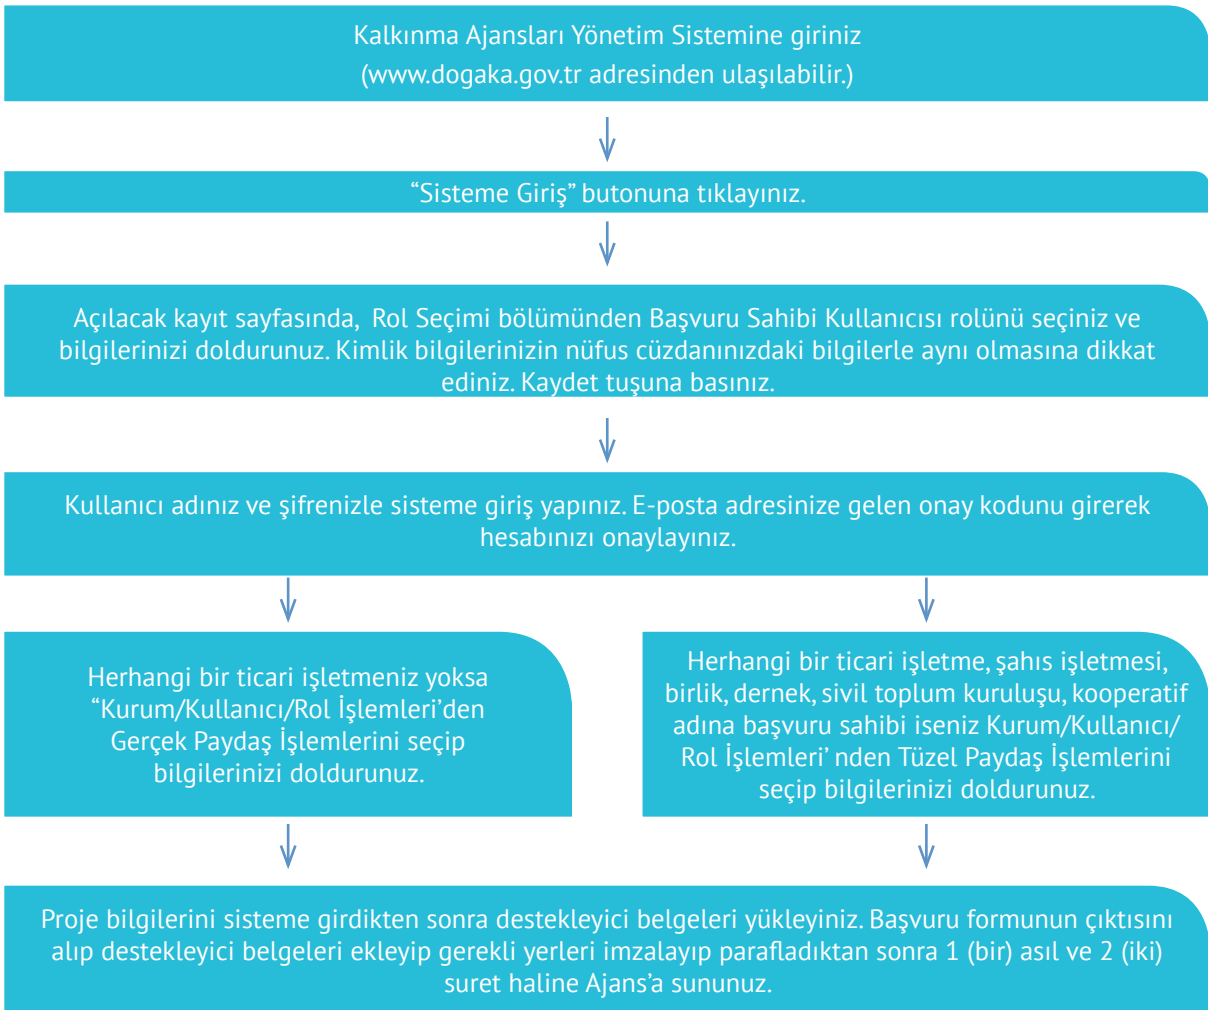 Kalkınma Ajansları Yönetim Sistemine giriniz
(www.dogaka.gov.tr adresinden ulaşılabilir.)
“Sisteme Giriş” butonuna tıklayınız.
Açılacak kayıt sayfasında, Rol Seçimi bölümünden Başvuru Sahibi Kullanıcısı rolünü seçiniz ve
bilgilerinizi doldurunuz. Kimlik bilgilerinizin nüfus cüzdanınızdaki bilgilerle aynı olmasına dikkat
ediniz. Kaydet tuşuna basınız.
Kullanıcı adınız ve şifrenizle sisteme giriş yapınız. E-posta adresinize gelen onay kodunu girerek
hesabınızı onaylayınız.
Herhangi bir ticari işletmeniz yoksa
“Kurum/Kullanıcı/Rol İşlemleri’den
Gerçek Paydaş İşlemlerini seçip
bilgilerinizi doldurunuz.
Herhangi bir ticari işletme, şahıs işletmesi,
birlik, dernek, sivil toplum kuruluşu, kooperatif
adına başvuru sahibi iseniz Kurum/Kullanıcı/
Rol İşlemleri’ nden Tüzel Paydaş İşlemlerini
seçip bilgilerinizi doldurunuz.
Proje bilgilerini sisteme girdikten sonra destekleyici belgeleri yükleyiniz. Başvuru formunun çıktısını
alıp destekleyici belgeleri ekleyip gerekli yerleri imzalayıp parafladıktan sonra 1 (bir) asıl ve 2 (iki)
suret haline Ajans’a sununuz.